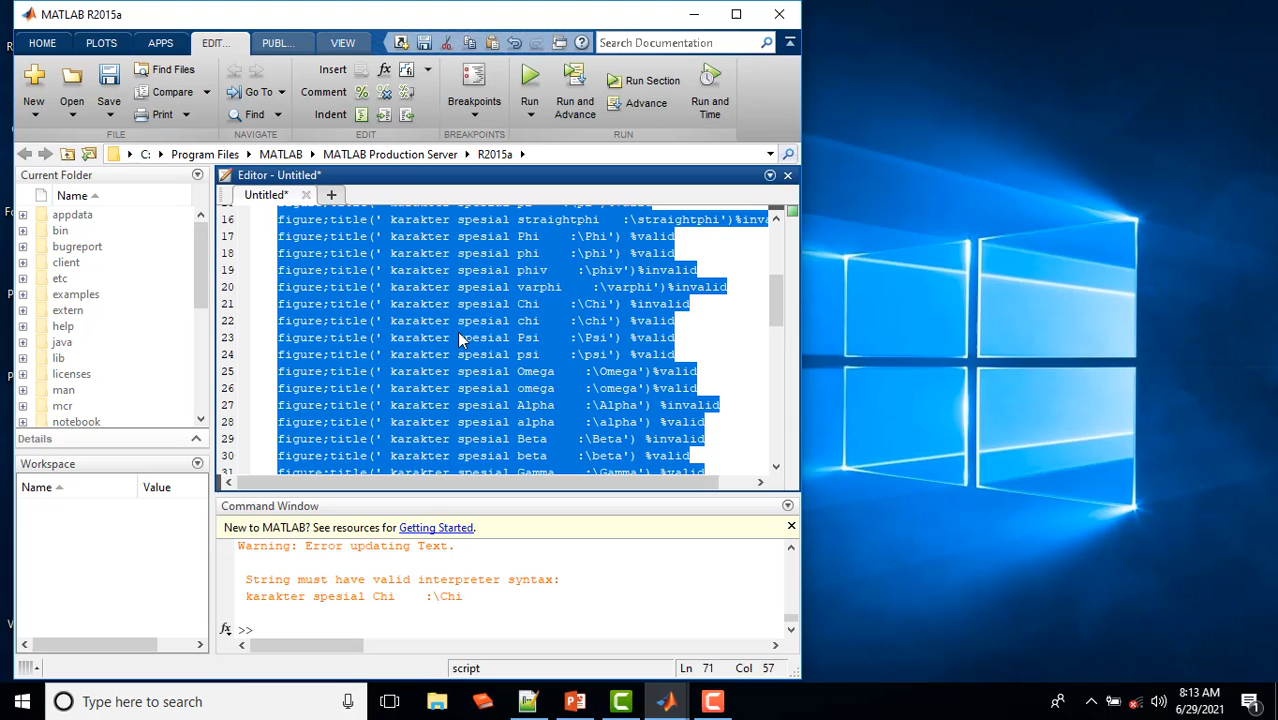 MATLAB R2015a
HOME PLOTS APPS EDIT... PUBL... VIEW Search Documentation
New Open Save Find Files Compare Print Go To Find Insert Comment Indent Breakpoints Run Run and Advance Run Section Advance Run and Time
FILE NAVIGATE EDIT BREAKPOINTS RUN
C: Program Files MATLAB MATLAB Production Server R2015a
Current Folder
Name
appdata
bin
bugreport
client
etc
examples
extern
help
java
lib
licenses
man
mcr
notebook
Details
Workspace
Name Value
Editor - Untitled*
Untitled*
16 figure;title(' karakter spesial straightphi :\straightphi')%inva
17 figure;title(' karakter spesial Phi :\Phi') %valid
18 figure;title(' karakter spesial phi :\phi') %valid
19 figure;title(' karakter spesial phiv :\phiv')%invalid
20 figure;title(' karakter spesial varphi :\varphi')%invalid
21 figure;title(' karakter spesial Chi :\Chi') %invalid
22 figure;title(' karakter spesial chi :\chi') %valid
23 figure;title(' karakter spesial Psi :\Psi') %valid
24 figure;title(' karakter spesial psi :\psi') %valid
25 figure;title(' karakter spesial Omega :\Omega')%valid
26 figure;title(' karakter spesial omega :\omega')%valid
27 figure;title(' karakter spesial Alpha :\Alpha') %invalid
28 figure;title(' karakter spesial alpha :\alpha') %valid
29 figure;title(' karakter spesial Beta :\Beta') %invalid
30 figure;title(' karakter spesial beta :\beta') %valid
31 figure;title(' karakter spesial Gamma :\Gamma') %valid
Command Window
New to MATLAB? See resources for Getting Started.
Warning: Error updating Text.
String must have valid interpreter syntax:
karakter spesial Chi :\Chi
fx >>
script Ln 71 Col 57
Type here to search
8:13 AM
6/29/2021